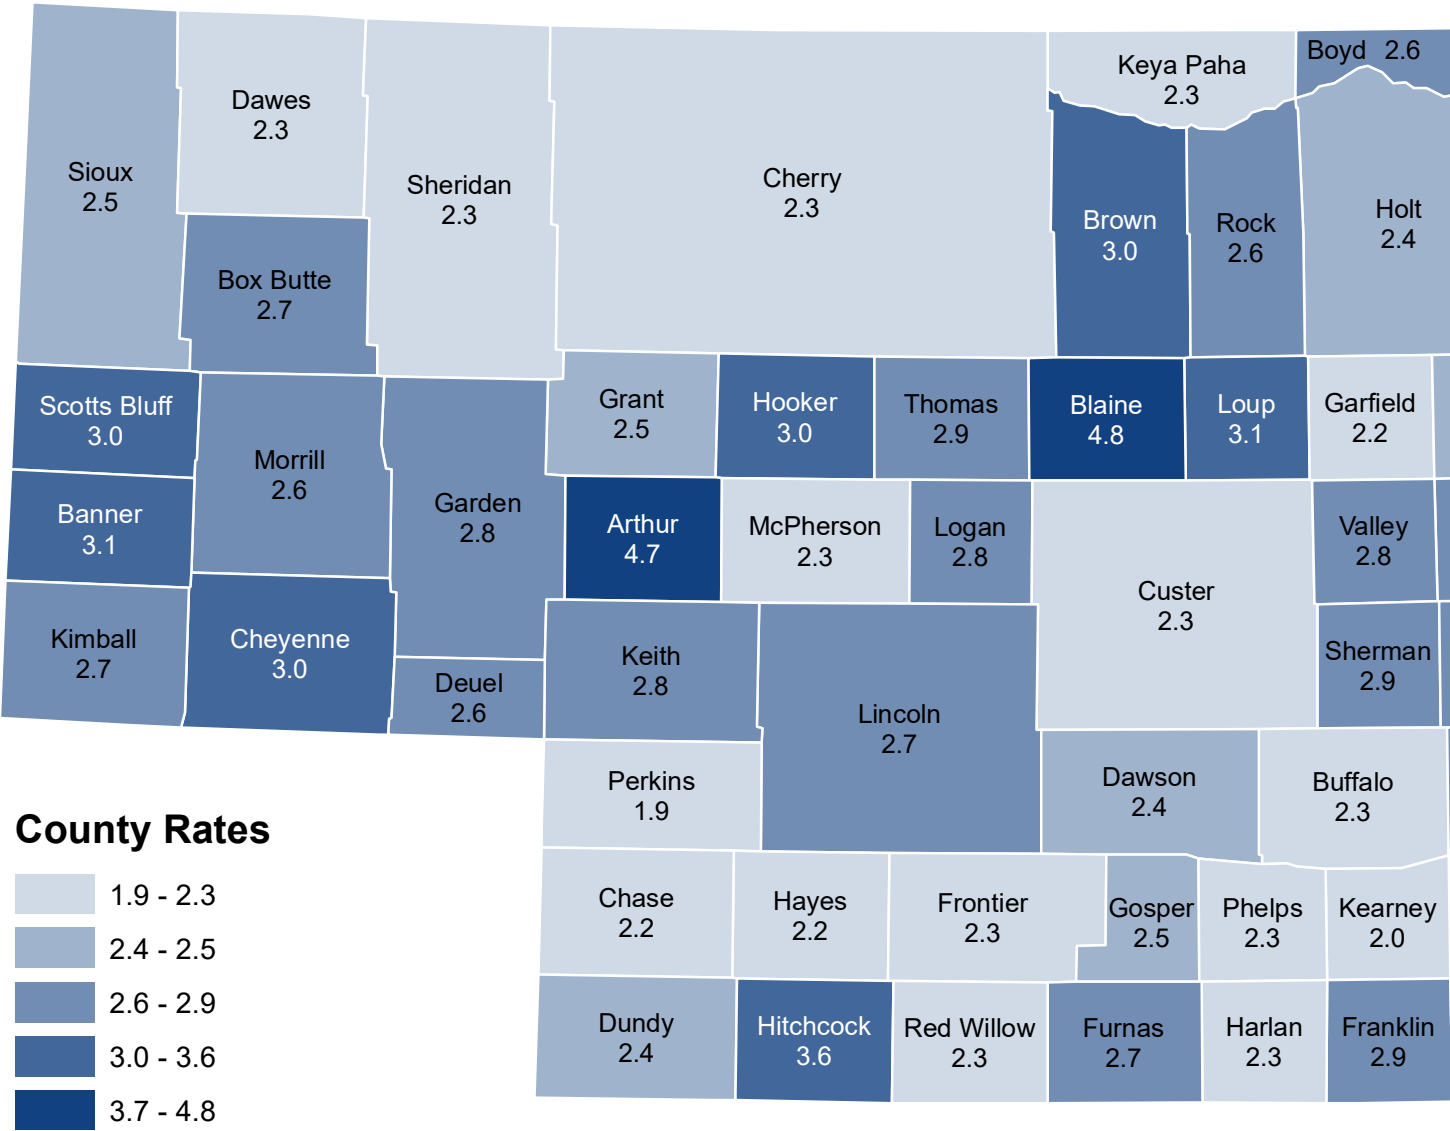 Boyd 2.6
Keya Paha
2.3
Dawes
2.3
Sioux
2.5
Sheridan
2.3
Cherry
2.3
Brown
3.0
Rock
2.6
Holt
2.4
Box Butte
2.7
Scotts Bluff
3.0
Morrill
2.6
Garden
2.8
Grant
2.5
Hooker
3.0
Thomas
2.9
Blaine
4.8
Loup
3.1
Garfield
2.2
Banner
3.1
Arthur
4.7
McPherson
2.3
Logan
2.8
Custer
2.3
Valley
2.8
Kimball
2.7
Cheyenne
3.0
Deuel
2.6
Keith
2.8
Lincoln
2.7
Sherman
2.9
Perkins
1.9
Dawson
2.4
Buffalo
2.3
Chase
2.2
Hayes
2.2
Frontier
2.3
Gosper
2.5
Phelps
2.3
Kearney
2.0
Dundy
2.4
Hitchcock
3.6
Red Willow
2.3
Furnas
2.7
Harlan
2.3
Franklin
2.9
County Rates
1.9 - 2.3
2.4 - 2.5
2.6 - 2.9
3.0 - 3.6
3.7 - 4.8